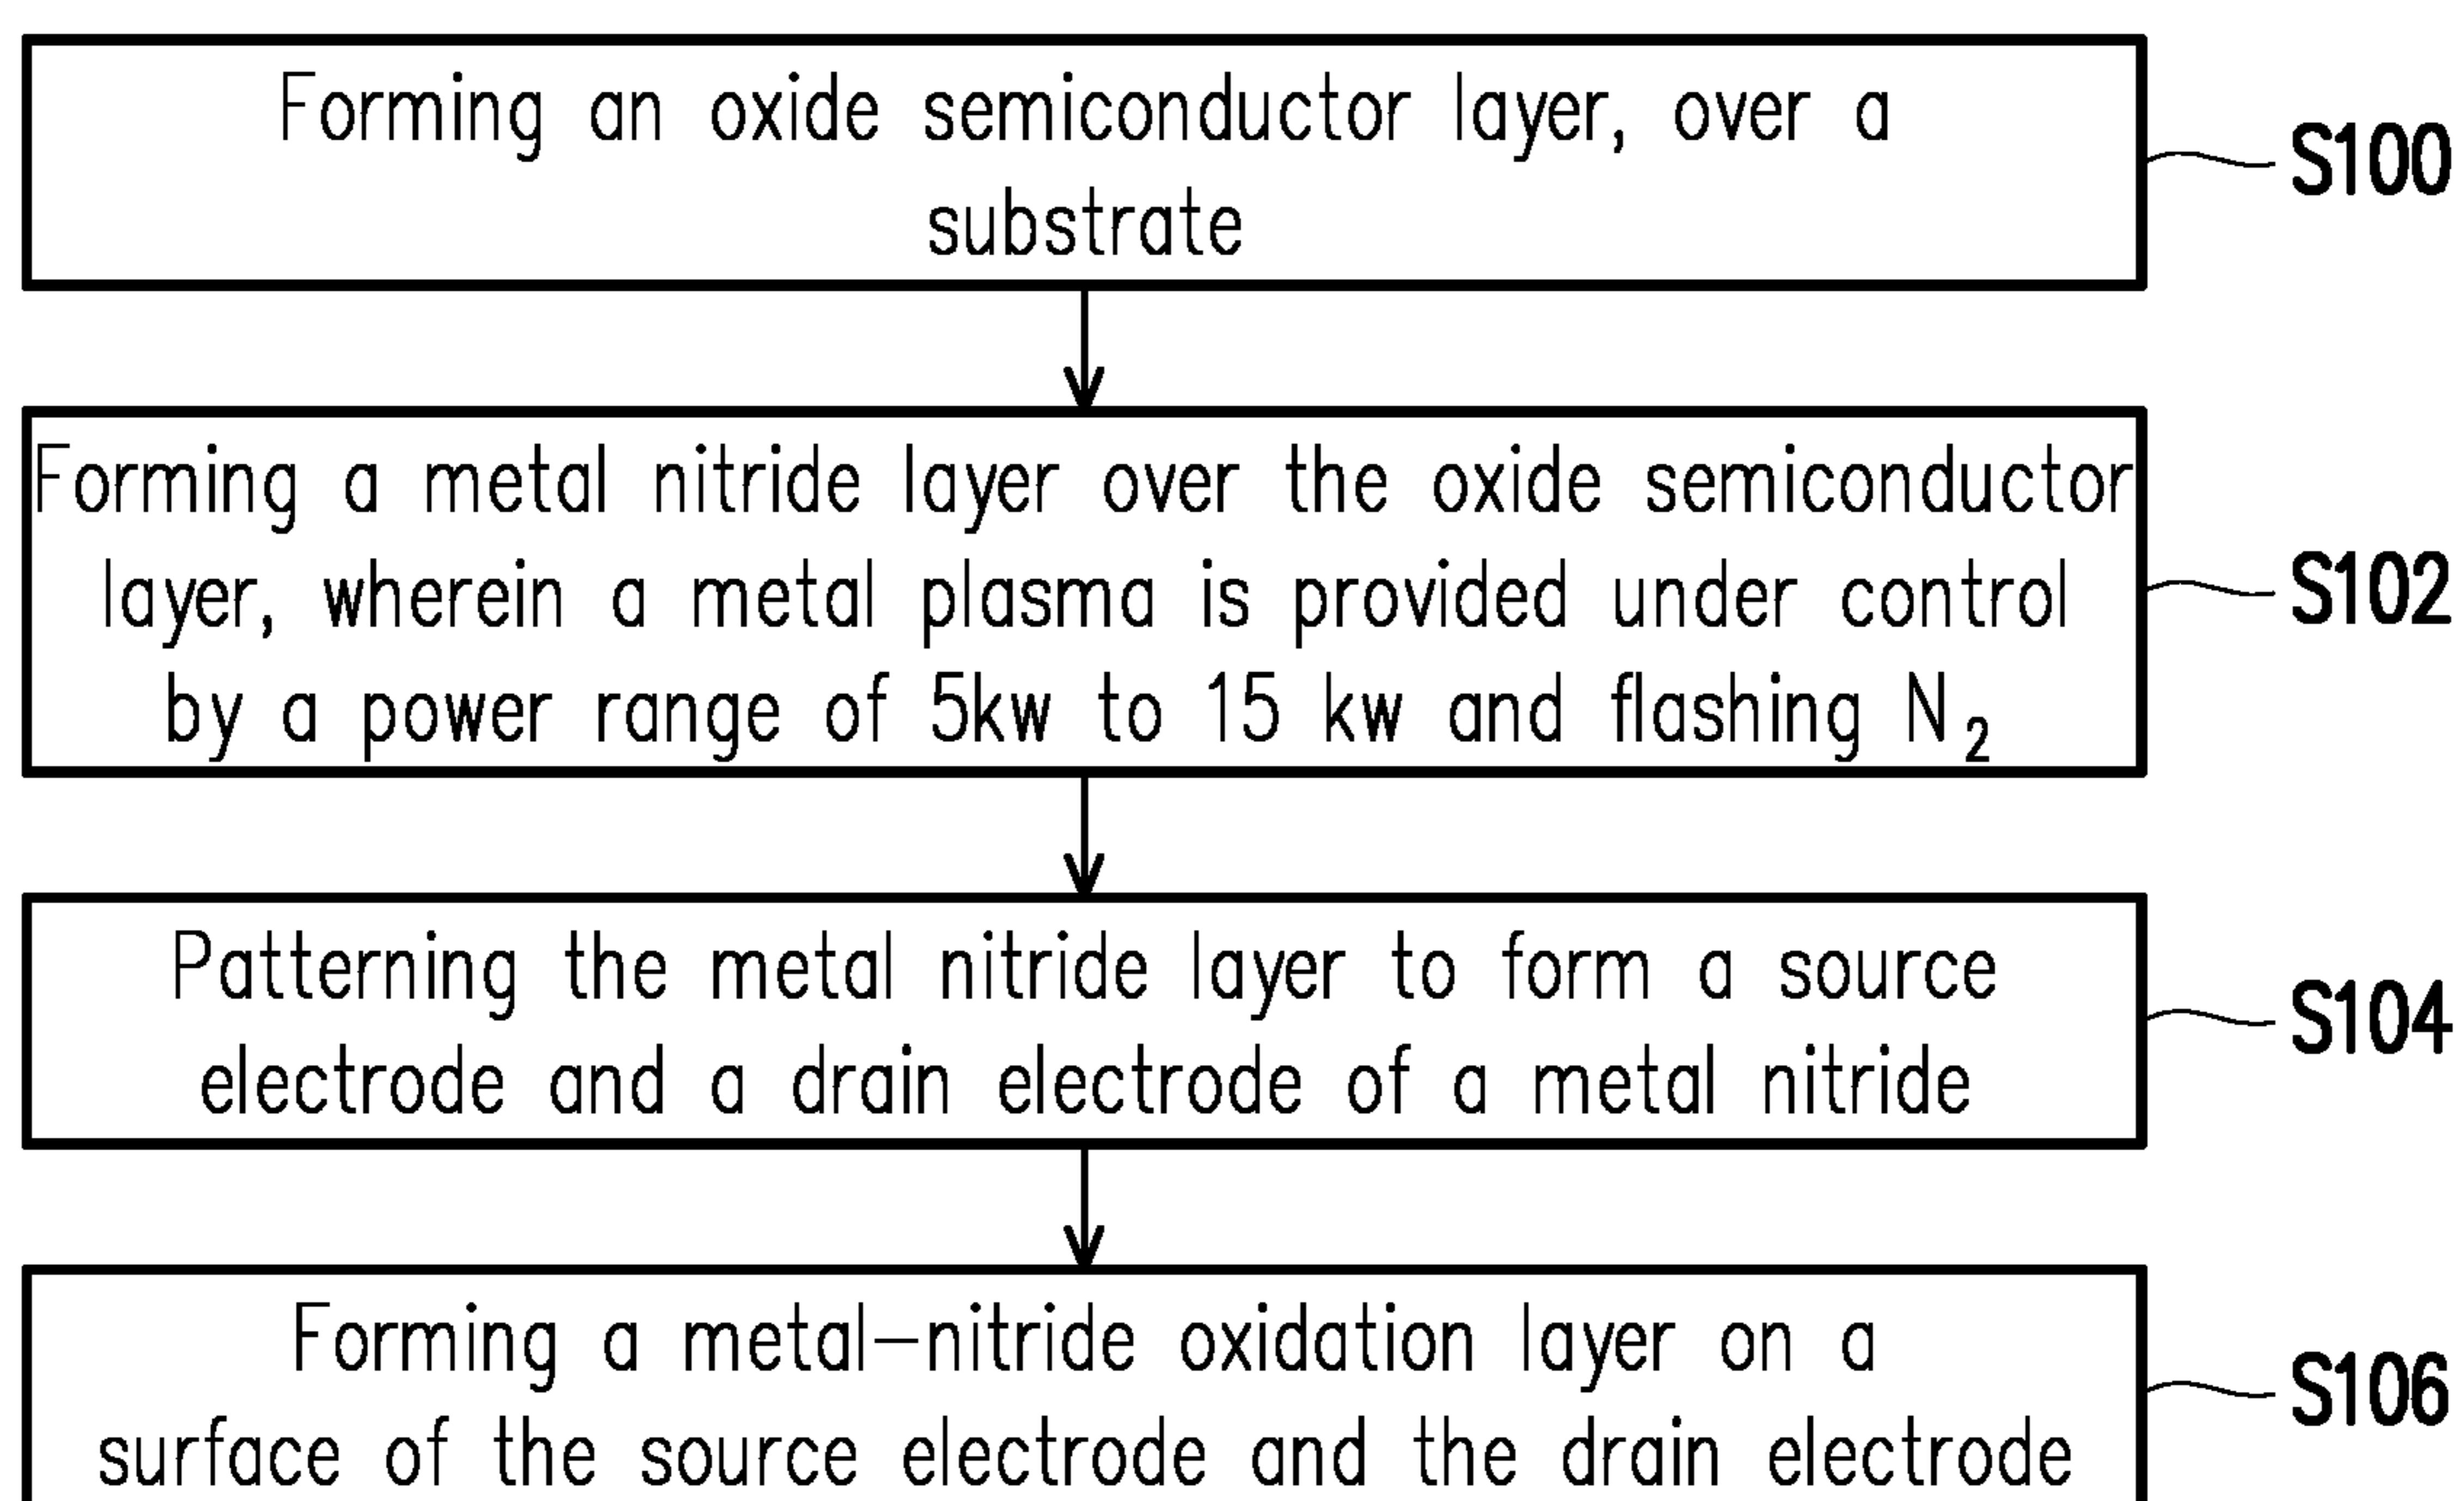 Forming an oxide semiconductor layer, over a
substrate
S100
Forming a metal nitride layer over the oxide semiconductor
layer, wherein a metal plasma is provided under control
by a power range of 5kw to 15 kw and flashing N₂
S102
Patterning the metal nitride layer to form a source
electrode and a drain electrode of a metal nitride
S104
Forming a metal-nitride oxidation layer on a
surface of the source electrode and the drain electrode
S106